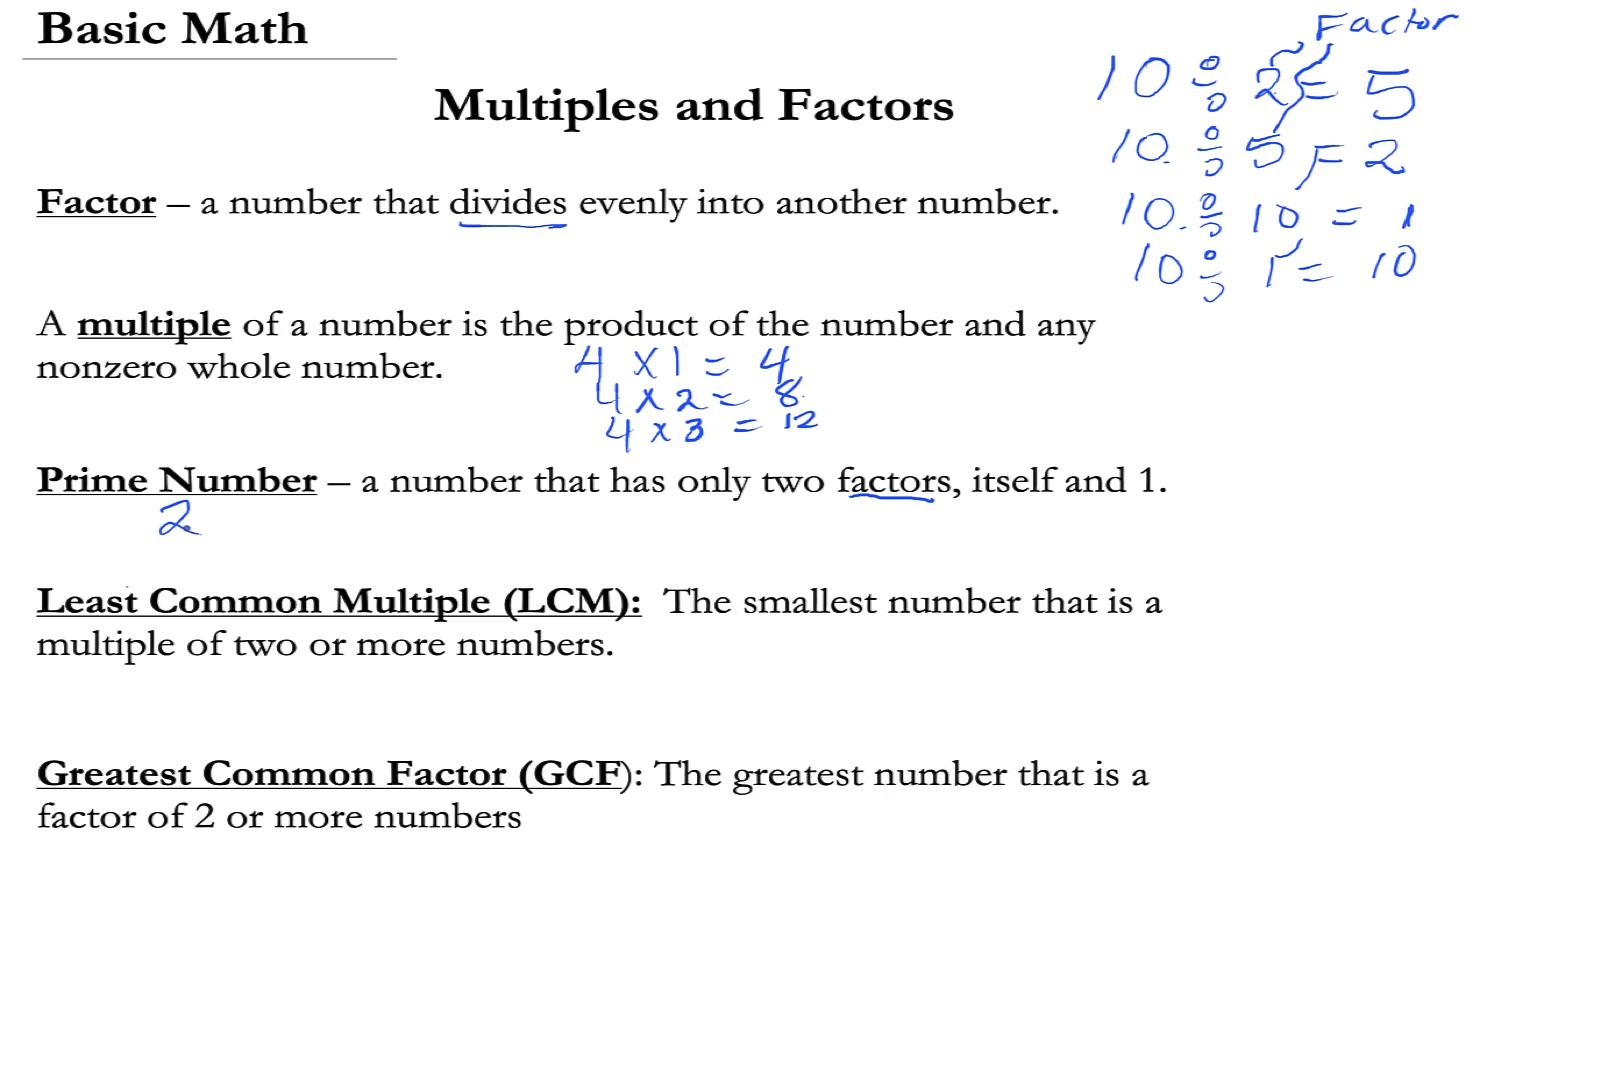 Basic Math
Factor
Multiples and Factors
10 ÷ 2 = 5
10 ÷ 5 = 2
Factor – a number that divides evenly into another number.
10 ÷ 10 = 1
10 ÷ 1 = 10
A multiple of a number is the product of the number and any
nonzero whole number.
4 x 1 = 4
4 x 2 = 8
4 x 3 = 12
Prime Number – a number that has only two factors, itself and 1.
2
Least Common Multiple (LCM): The smallest number that is a
multiple of two or more numbers.
Greatest Common Factor (GCF): The greatest number that is a
factor of 2 or more numbers